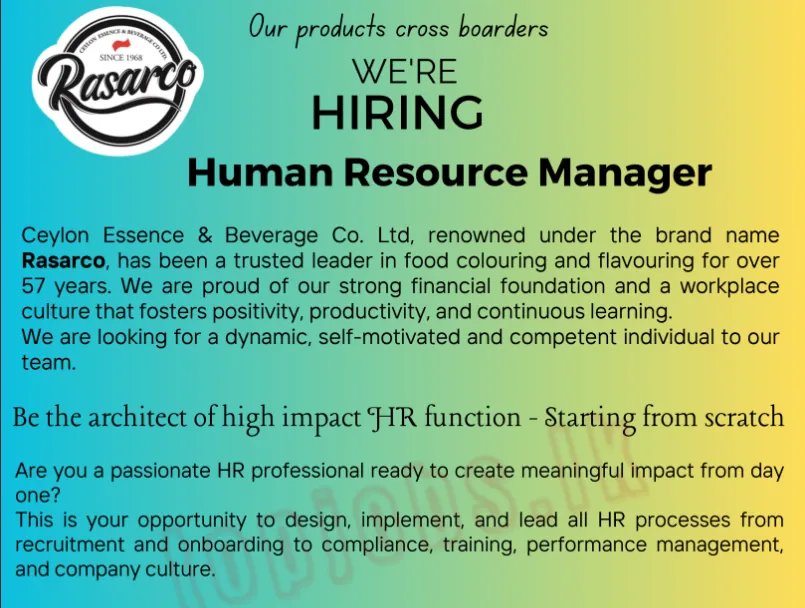 Our products cross boarders
CEYLON ESSENCE & BEVERAGE CO LTD.
SINCE 1968
Rasarco
WE'RE
HIRING
Human Resource Manager
Ceylon Essence & Beverage Co. Ltd, renowned under the brand name
Rasarco, has been a trusted leader in food colouring and flavouring for over
57 years. We are proud of our strong financial foundation and a workplace
culture that fosters positivity, productivity, and continuous learning.
We are looking for a dynamic, self-motivated and competent individual to our
team.
Be the architect of high impact HR function - Starting from scratch
Are you a passionate HR professional ready to create meaningful impact from day
one?
This is your opportunity to design, implement, and lead all HR processes from
recruitment and onboarding to compliance, training, performance management,
and company culture.
topjobs.lk